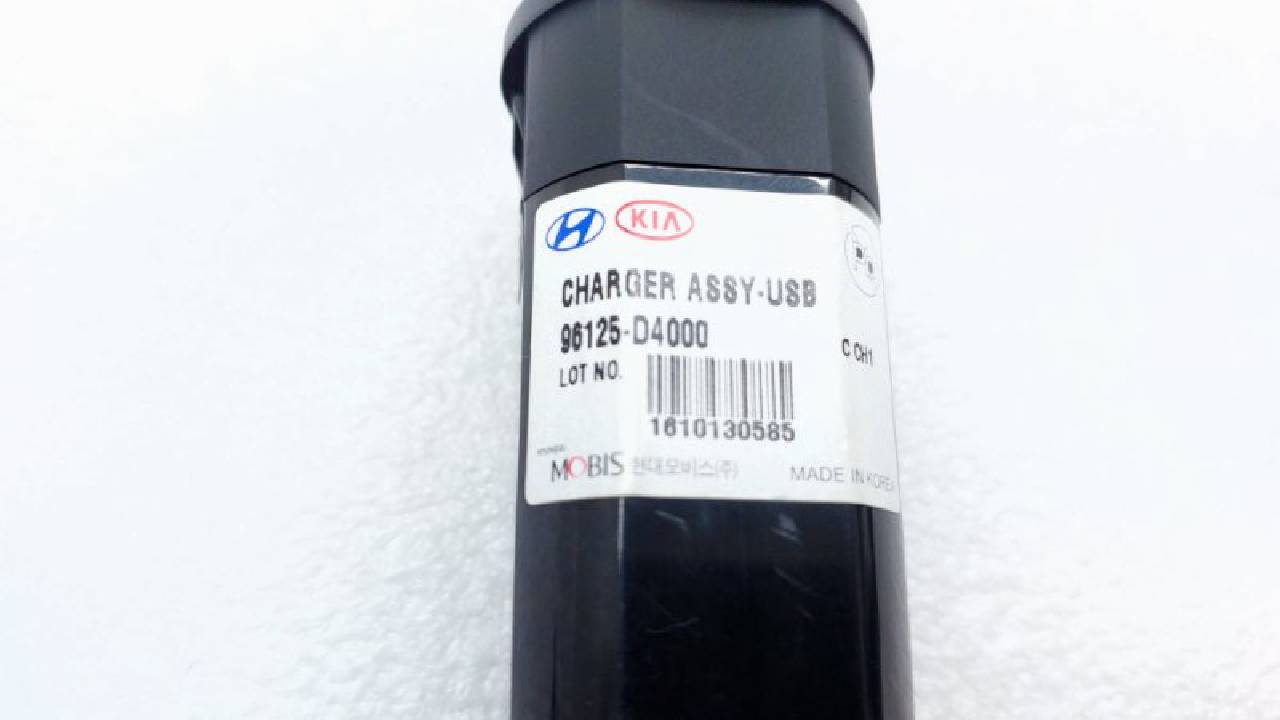 KIA
CHARGER ASSY-USB
96125-D4000
C CH1
LOT NO.
1610130585
HYUNDAI
MOBIS 현대모비스(주)
MADE IN KOREA